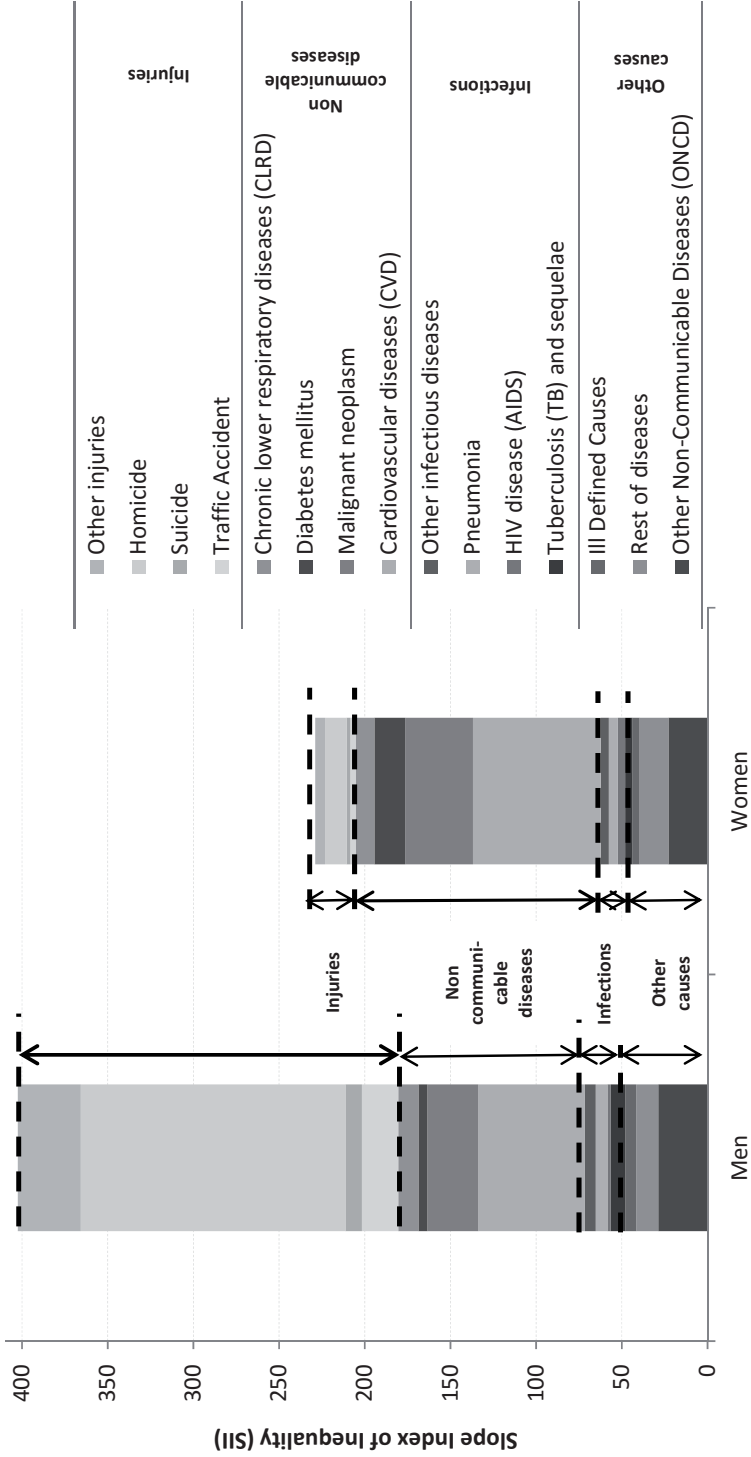 Slope Index of Inequality (SII)
400
350
300
250
200
150
100
50
0
Men
Women
Injuries
Non
communi-
cable
diseases
Infections
Other
causes
Other injuries
Homicide
Suicide
Traffic Accident
Injuries
Chronic lower respiratory diseases (CLRD)
Diabetes mellitus
Malignant neoplasm
Cardiovascular diseases (CVD)
Non
communicable
diseases
Other infectious diseases
Pneumonia
HIV disease (AIDS)
Tuberculosis (TB) and sequelae
Infections
Ill Defined Causes
Rest of diseases
Other Non-Communicable Diseases (ONCD)
Other
causes